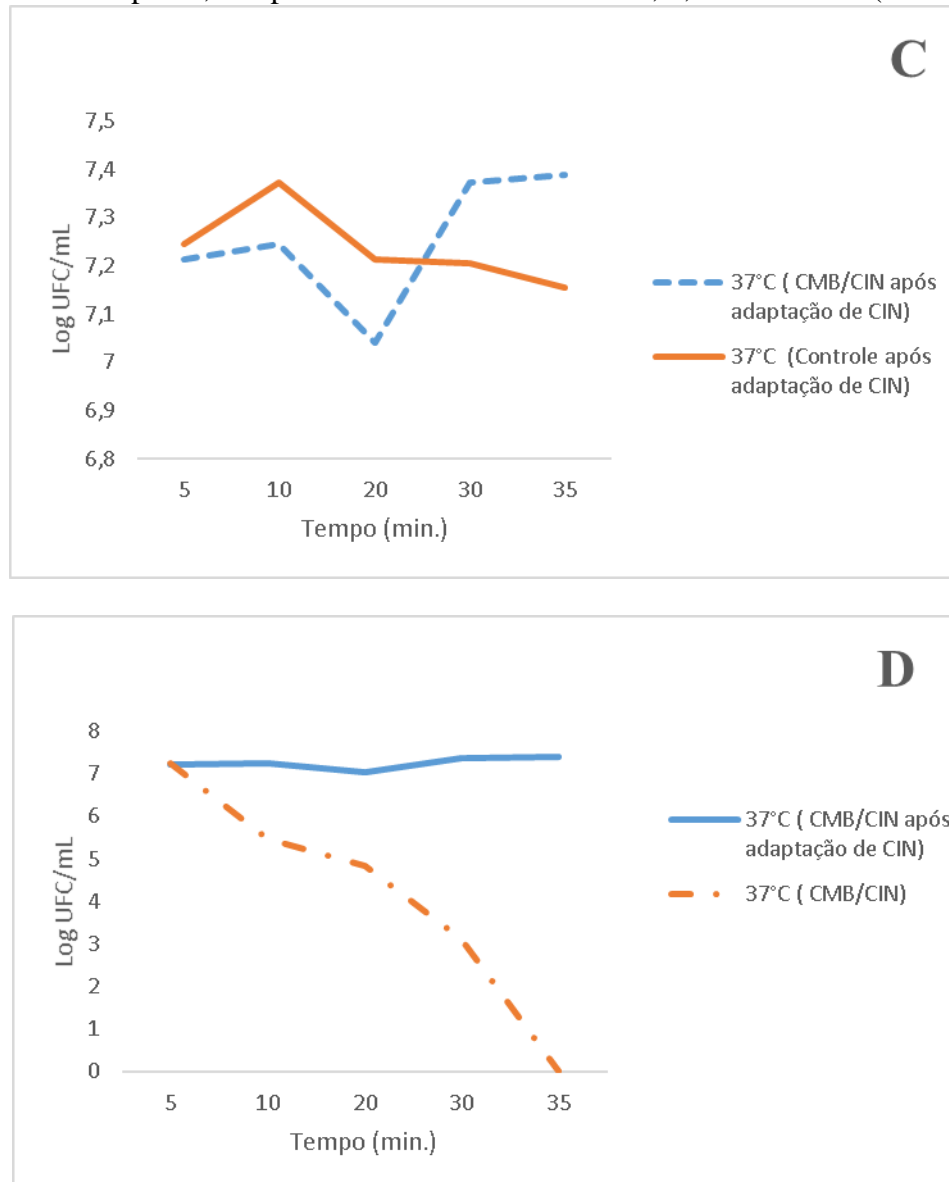 C
7,5
7,4
7,3
7,2
7,1
7
6,9
6,8
Log UFC/mL
5 10 20 30 35
Tempo (min.)
37°C ( CMB/CIN após
adaptação de CIN)
37°C (Controle após
adaptação de CIN)
D
8
7
6
5
4
3
2
1
0
Log UFC/mL
5 10 20 30 35
Tempo (min.)
37°C ( CMB/CIN após
adaptação de CIN)
37°C ( CMB/CIN)